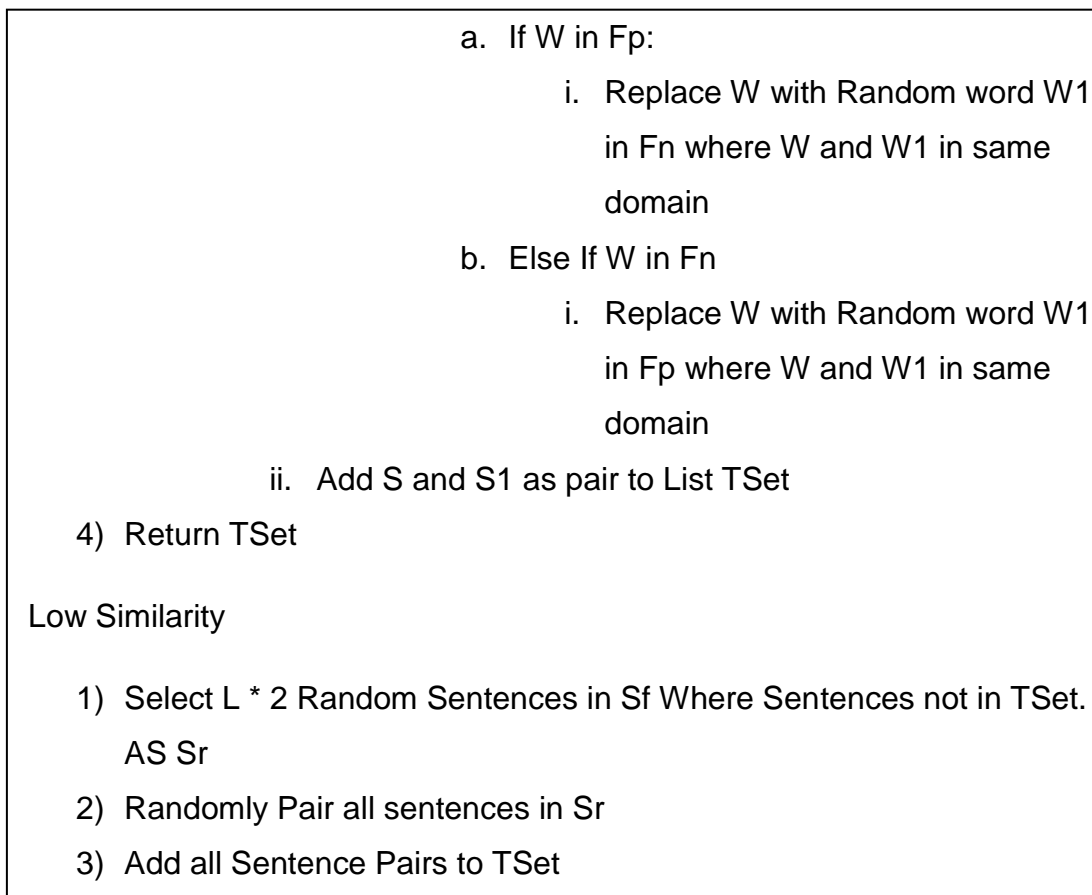 a. If W in Fp:
i. Replace W with Random word W1
in Fn where W and W1 in same
domain
b. Else If W in Fn
i. Replace W with Random word W1
in Fp where W and W1 in same
domain
ii. Add S and S1 as pair to List TSet
4) Return TSet
Low Similarity
1) Select L * 2 Random Sentences in Sf Where Sentences not in TSet.
AS Sr
2) Randomly Pair all sentences in Sr
3) Add all Sentence Pairs to TSet